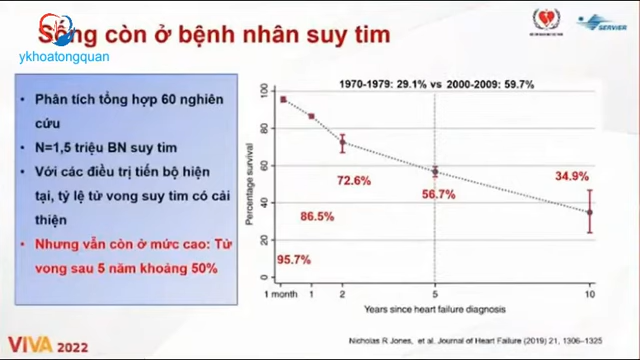 Sống còn ở bệnh nhân suy tim
ykhoatongquan
SERVIER
Phân tích tổng hợp 60 nghiên
cứu
N=1,5 triệu BN suy tim
Với các điều trị tiến bộ hiện
tại, tỷ lệ tử vong suy tim có cải
thiện
Nhưng vẫn còn ở mức cao: Tử
vong sau 5 năm khoảng 50%
1970-1979: 29.1% vs 2000-2009: 59.7%
Percentage survival
100
80
60
40
20
0
95.7%
86.5%
72.6%
56.7%
34.9%
1 month
1
2
5
10
Years since heart failure diagnosis
VIVA 2022
Nicholas R Jones, et al. Journal of Heart Failure (2019) 21, 1306–1325